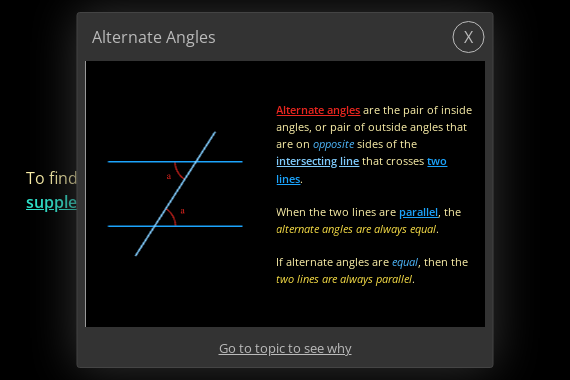 Alternate Angles
X
To find
supple
Alternate angles are the pair of inside
angles, or pair of outside angles that
are on opposite sides of the
intersecting line that crosses two
lines.
When the two lines are parallel, the
alternate angles are always equal.
If alternate angles are equal, then the
two lines are always parallel.
a
a
Go to topic to see why